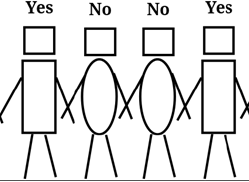 Yes No No Yes